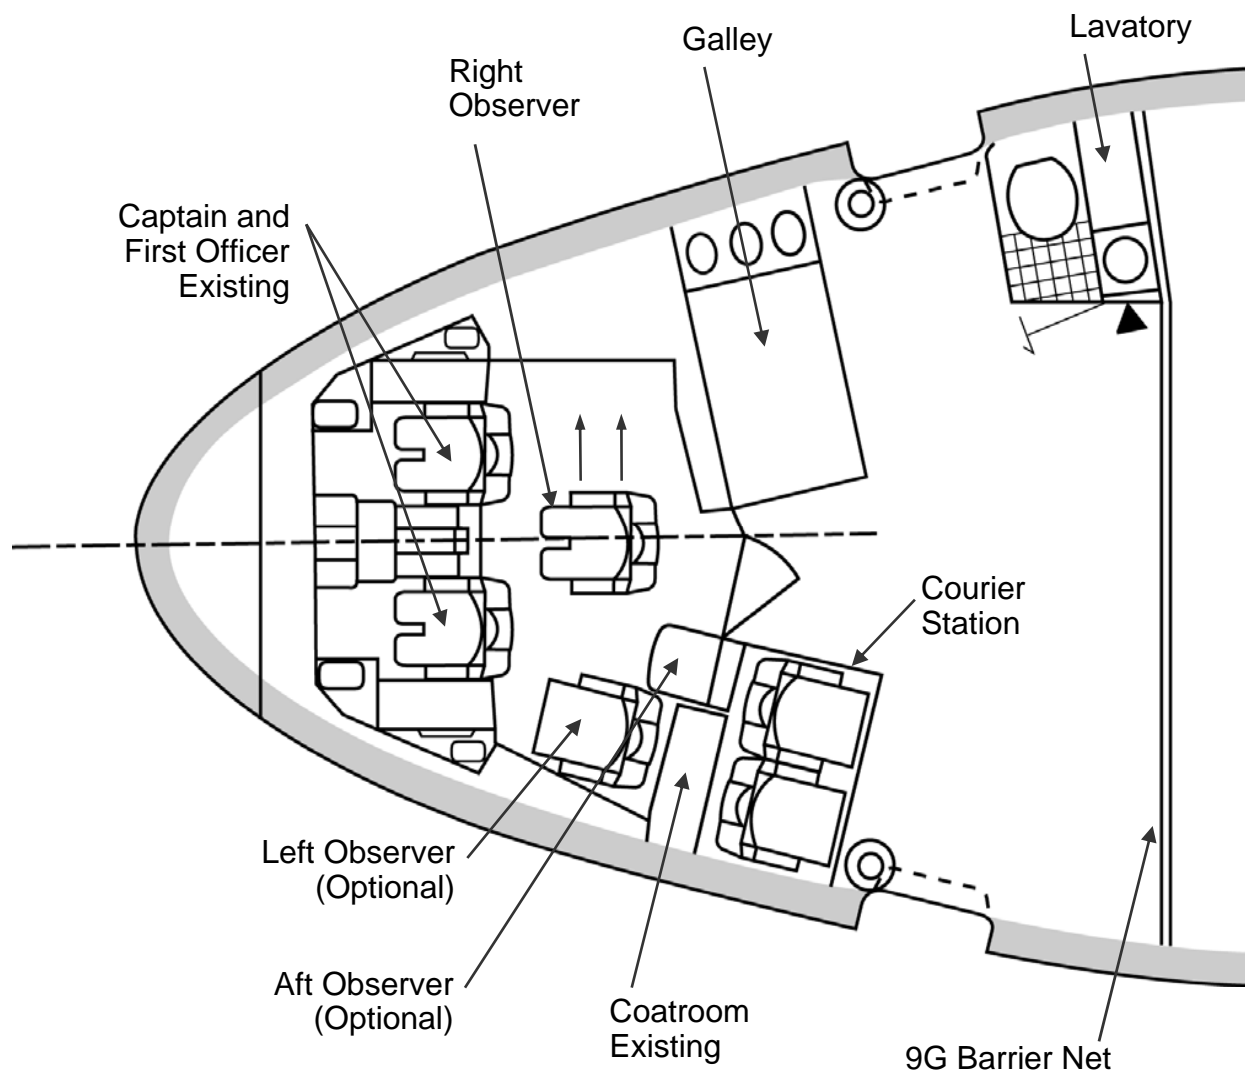 Lavatory
Galley
Right
Observer
Captain and
First Officer
Existing
Courier
Station
Left Observer
(Optional)
Aft Observer
(Optional)
Coatroom
Existing
9G Barrier Net